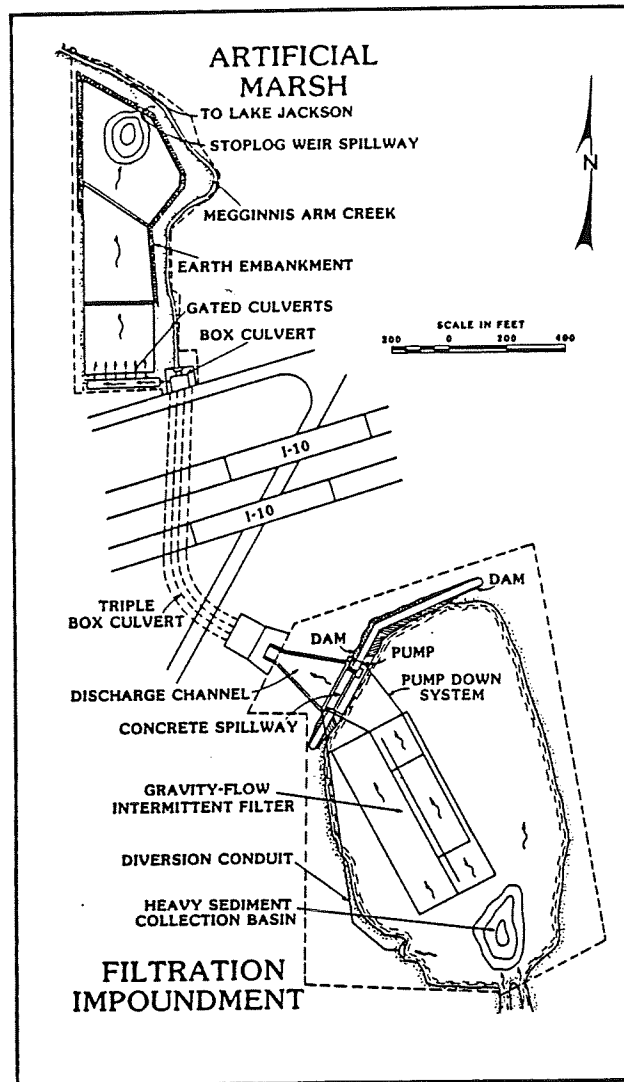 ARTIFICIAL
MARSH
TO LAKE JACKSON
STOPLOG WEIR SPILLWAY
N
MEGGINNIS ARM CREEK
EARTH EMBANKMENT
GATED CULVERTS
BOX CULVERT
SCALE IN FEET
200 0 200 400
I-10
I-10
TRIPLE
BOX CULVERT
DAM
DAM
PUMP
DISCHARGE CHANNEL
PUMP DOWN
SYSTEM
CONCRETE SPILLWAY
GRAVITY-FLOW
INTERMITTENT FILTER
DIVERSION CONDUIT
HEAVY SEDIMENT
COLLECTION BASIN
FILTRATION
IMPOUNDMENT